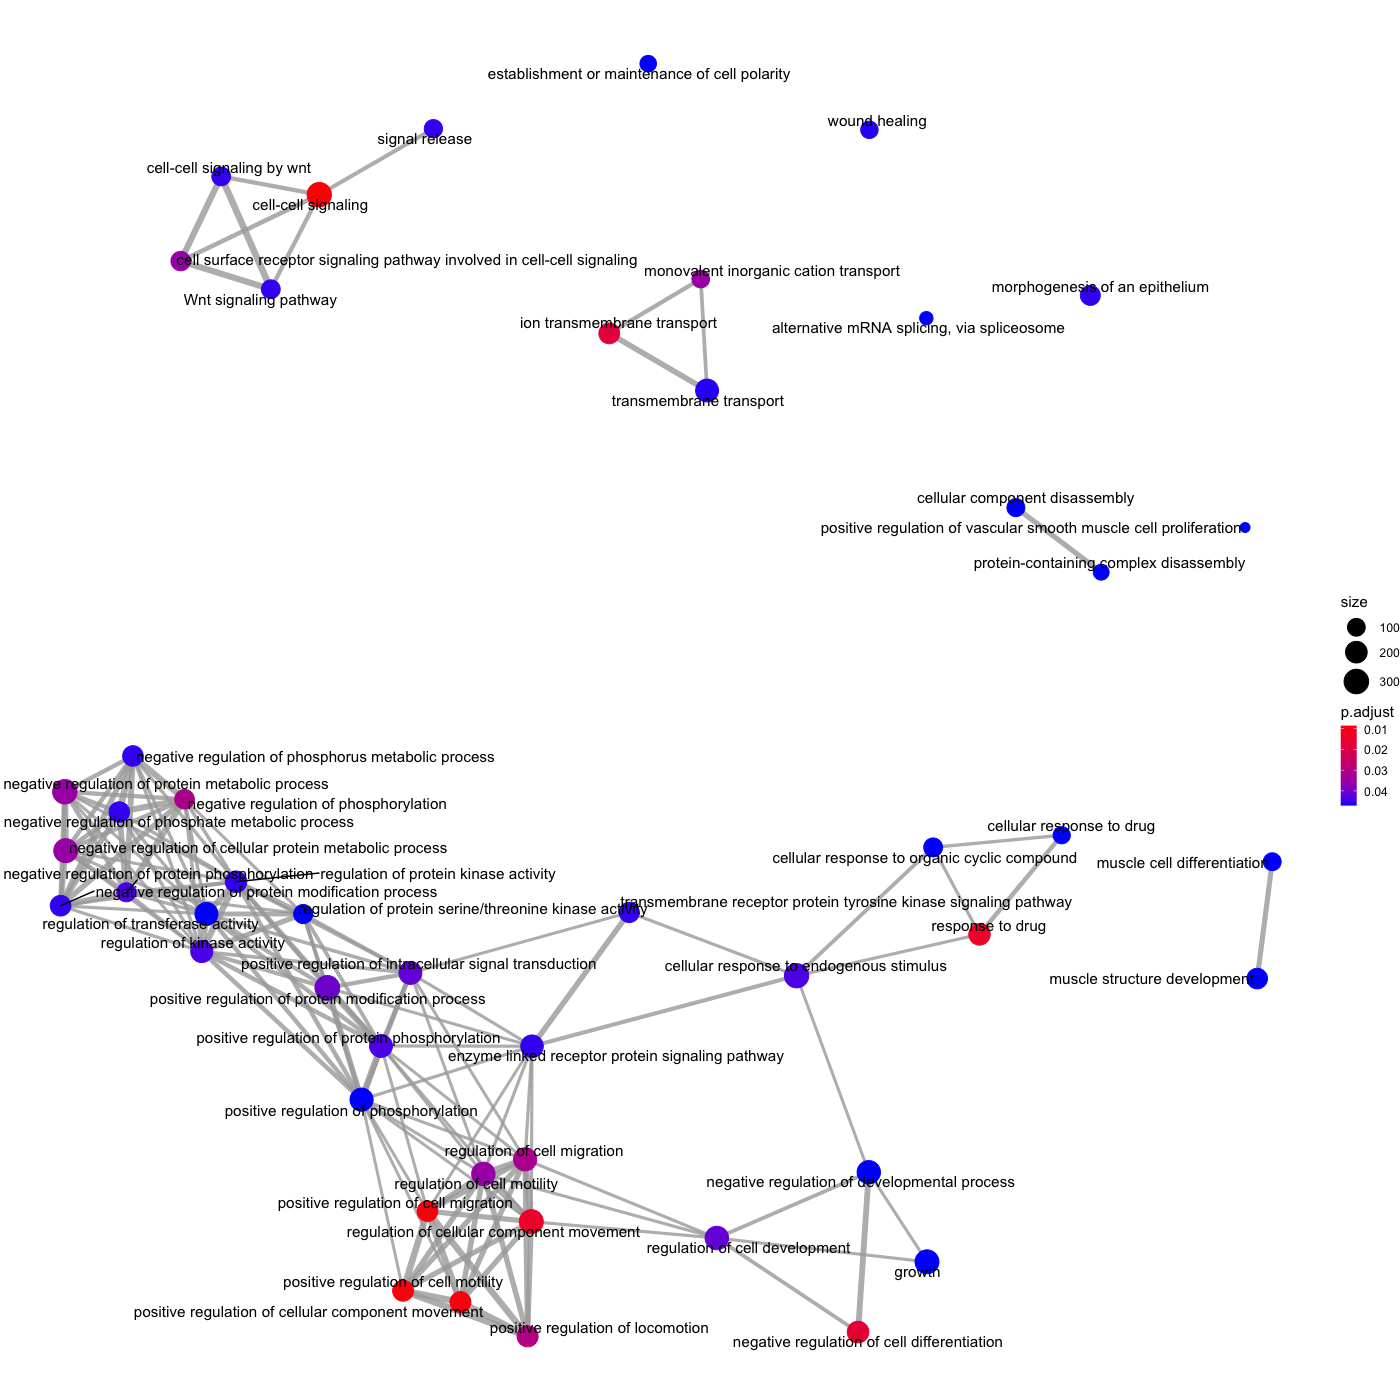 establishment or maintenance of cell polarity
wound healing
signal release
cell-cell signaling by wnt
cell-cell signaling
cell surface receptor signaling pathway involved in cell-cell signaling
monovalent inorganic cation transport
morphogenesis of an epithelium
Wnt signaling pathway
ion transmembrane transport
alternative mRNA splicing, via spliceosome
transmembrane transport
cellular component disassembly
positive regulation of vascular smooth muscle cell proliferation
protein-containing complex disassembly
size
100
200
300
p.adjust
0.01
0.02
0.03
0.04
negative regulation of phosphorus metabolic process
negative regulation of protein metabolic process
negative regulation of phosphorylation
negative regulation of phosphate metabolic process
cellular response to drug
negative regulation of cellular protein metabolic process
cellular response to organic cyclic compound
muscle cell differentiation
negative regulation of protein phosphorylation
regulation of protein kinase activity
negative regulation of protein modification process
transmembrane receptor protein tyrosine kinase signaling pathway
regulation of protein serine/threonine kinase activity
regulation of transferase activity
response to drug
regulation of kinase activity
positive regulation of intracellular signal transduction
cellular response to endogenous stimulus
muscle structure development
positive regulation of protein modification process
positive regulation of protein phosphorylation
enzyme linked receptor protein signaling pathway
positive regulation of phosphorylation
regulation of cell migration
regulation of cell motility
negative regulation of developmental process
positive regulation of cell migration
regulation of cellular component movement
regulation of cell development
growth
positive regulation of cell motility
positive regulation of cellular component movement
positive regulation of locomotion
negative regulation of cell differentiation